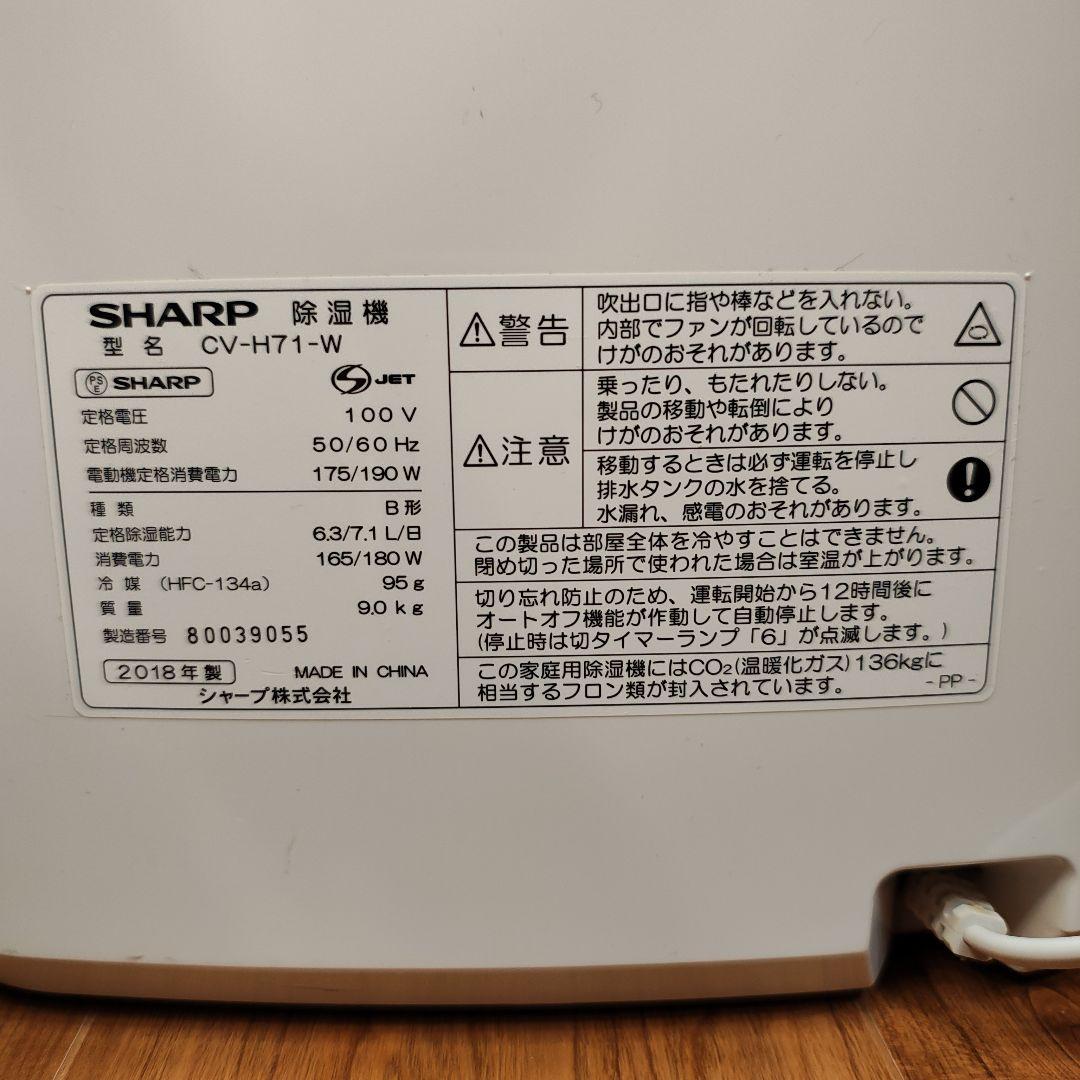 SHARP 除湿機
型名 CV-H71-W
PSE SHARP
S JET
定格電圧 100 V
定格周波数 50/60 Hz
電動機定格消費電力 175/190 W
種類 B形
定格除湿能力 6.3/7.1 L/日
消費電力 165/180 W
冷媒 (HFC-134a) 95 g
質量 9.0 kg
製造番号 80039055
2018年製 MADE IN CHINA
シャープ株式会社
警告
吹出口に指や棒などを入れない。
内部でファンが回転しているので
けがのおそれがあります。
注意
乗ったり、もたれたりしない。
製品の移動や転倒により
けがのおそれがあります。
移動するときは必ず運転を停止し
排水タンクの水を捨てる。
水漏れ、感電のおそれがあります。
この製品は部屋全体を冷やすことはできません。
閉め切った場所で使われた場合は室温が上がります。
切り忘れ防止のため、運転開始から12時間後に
オートオフ機能が作動して自動停止します。
(停止時は切タイマーランプ「6」が点滅します。)
この家庭用除湿機にはCO₂(温暖化ガス)136kgに
相当するフロン類が封入されています。
-PP-